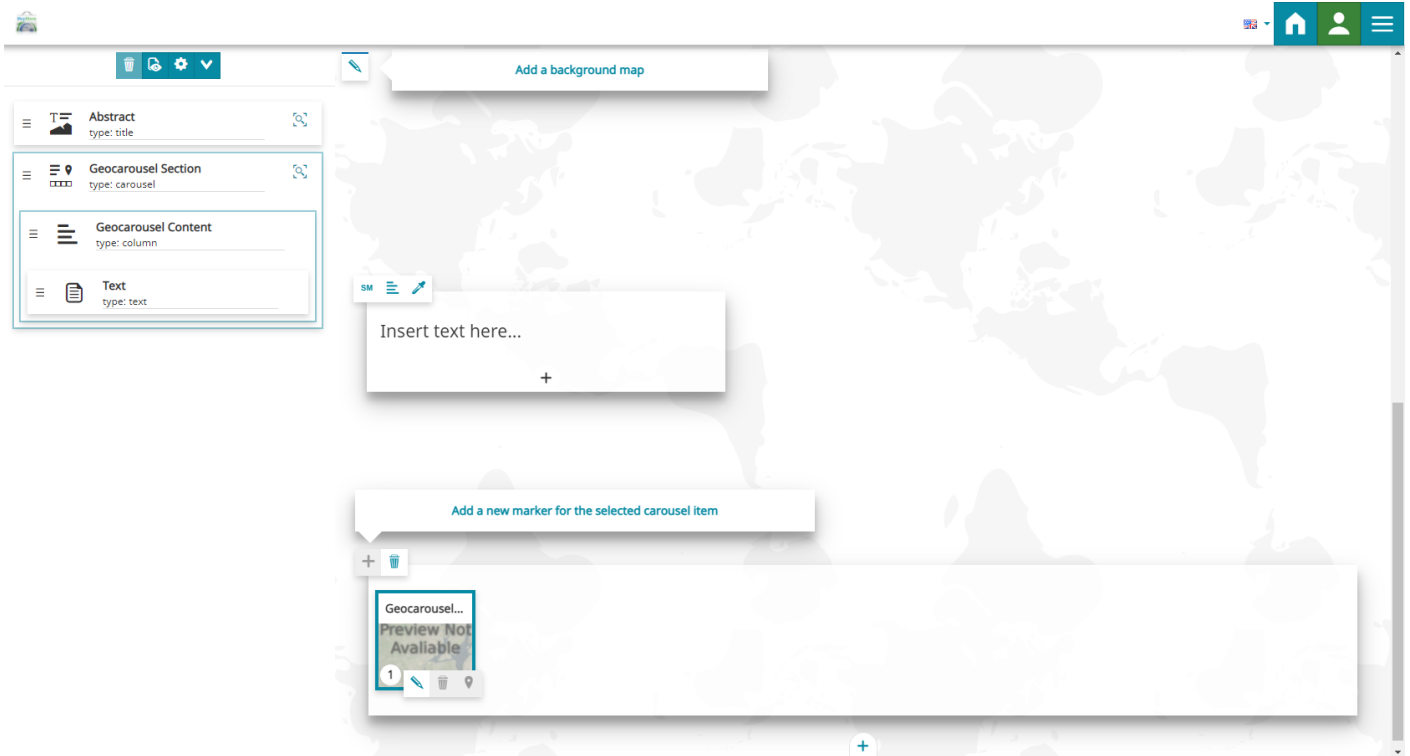 Add a background map
Abstract
type: title
Geocarousel Section
type: carousel
Geocarousel Content
type: column
Text
type: text
SM
Insert text here...
Add a new marker for the selected carousel item
Geocarousel...
Preview Not
Avaliable
1